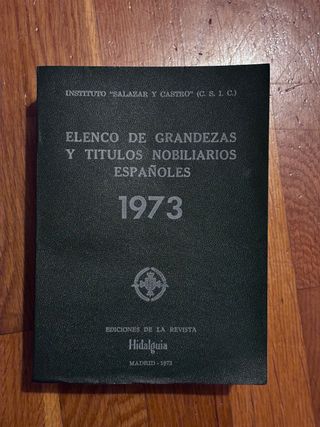 INSTITUTO "SALAZAR Y CASTRO" (C. S. I. C.)
ELENCO DE GRANDEZAS
Y TITULOS NOBILIARIOS
ESPAÑOLES
1973
EDICIONES DE LA REVISTA
Hidalguia
MADRID - 1973